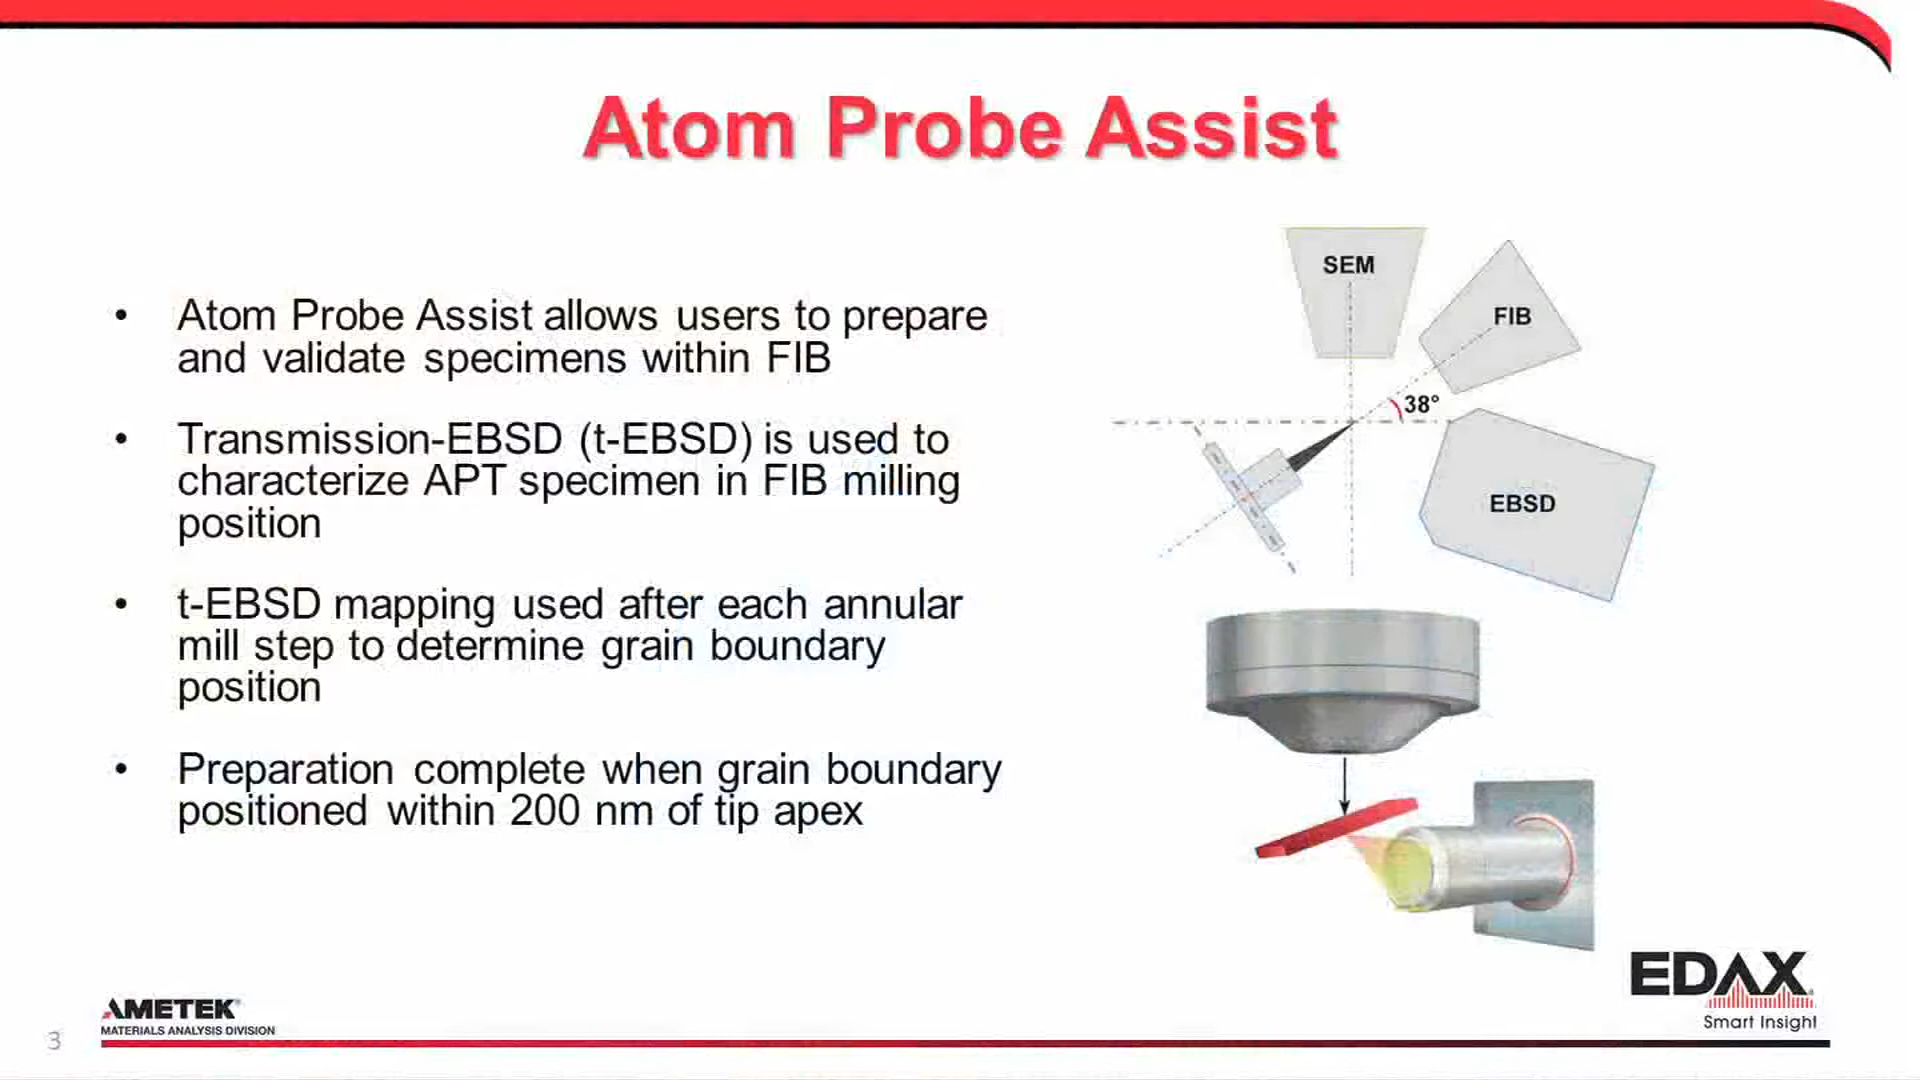 Atom Probe Assist
• Atom Probe Assist allows users to prepare
and validate specimens within FIB
• Transmission-EBSD (t-EBSD) is used to
characterize APT specimen in FIB milling
position
• t-EBSD mapping used after each annular
mill step to determine grain boundary
position
• Preparation complete when grain boundary
positioned within 200 nm of tip apex
SEM
FIB
38°
EBSD
EDAX
Smart Insight
AMETEK®
MATERIALS ANALYSIS DIVISION
3